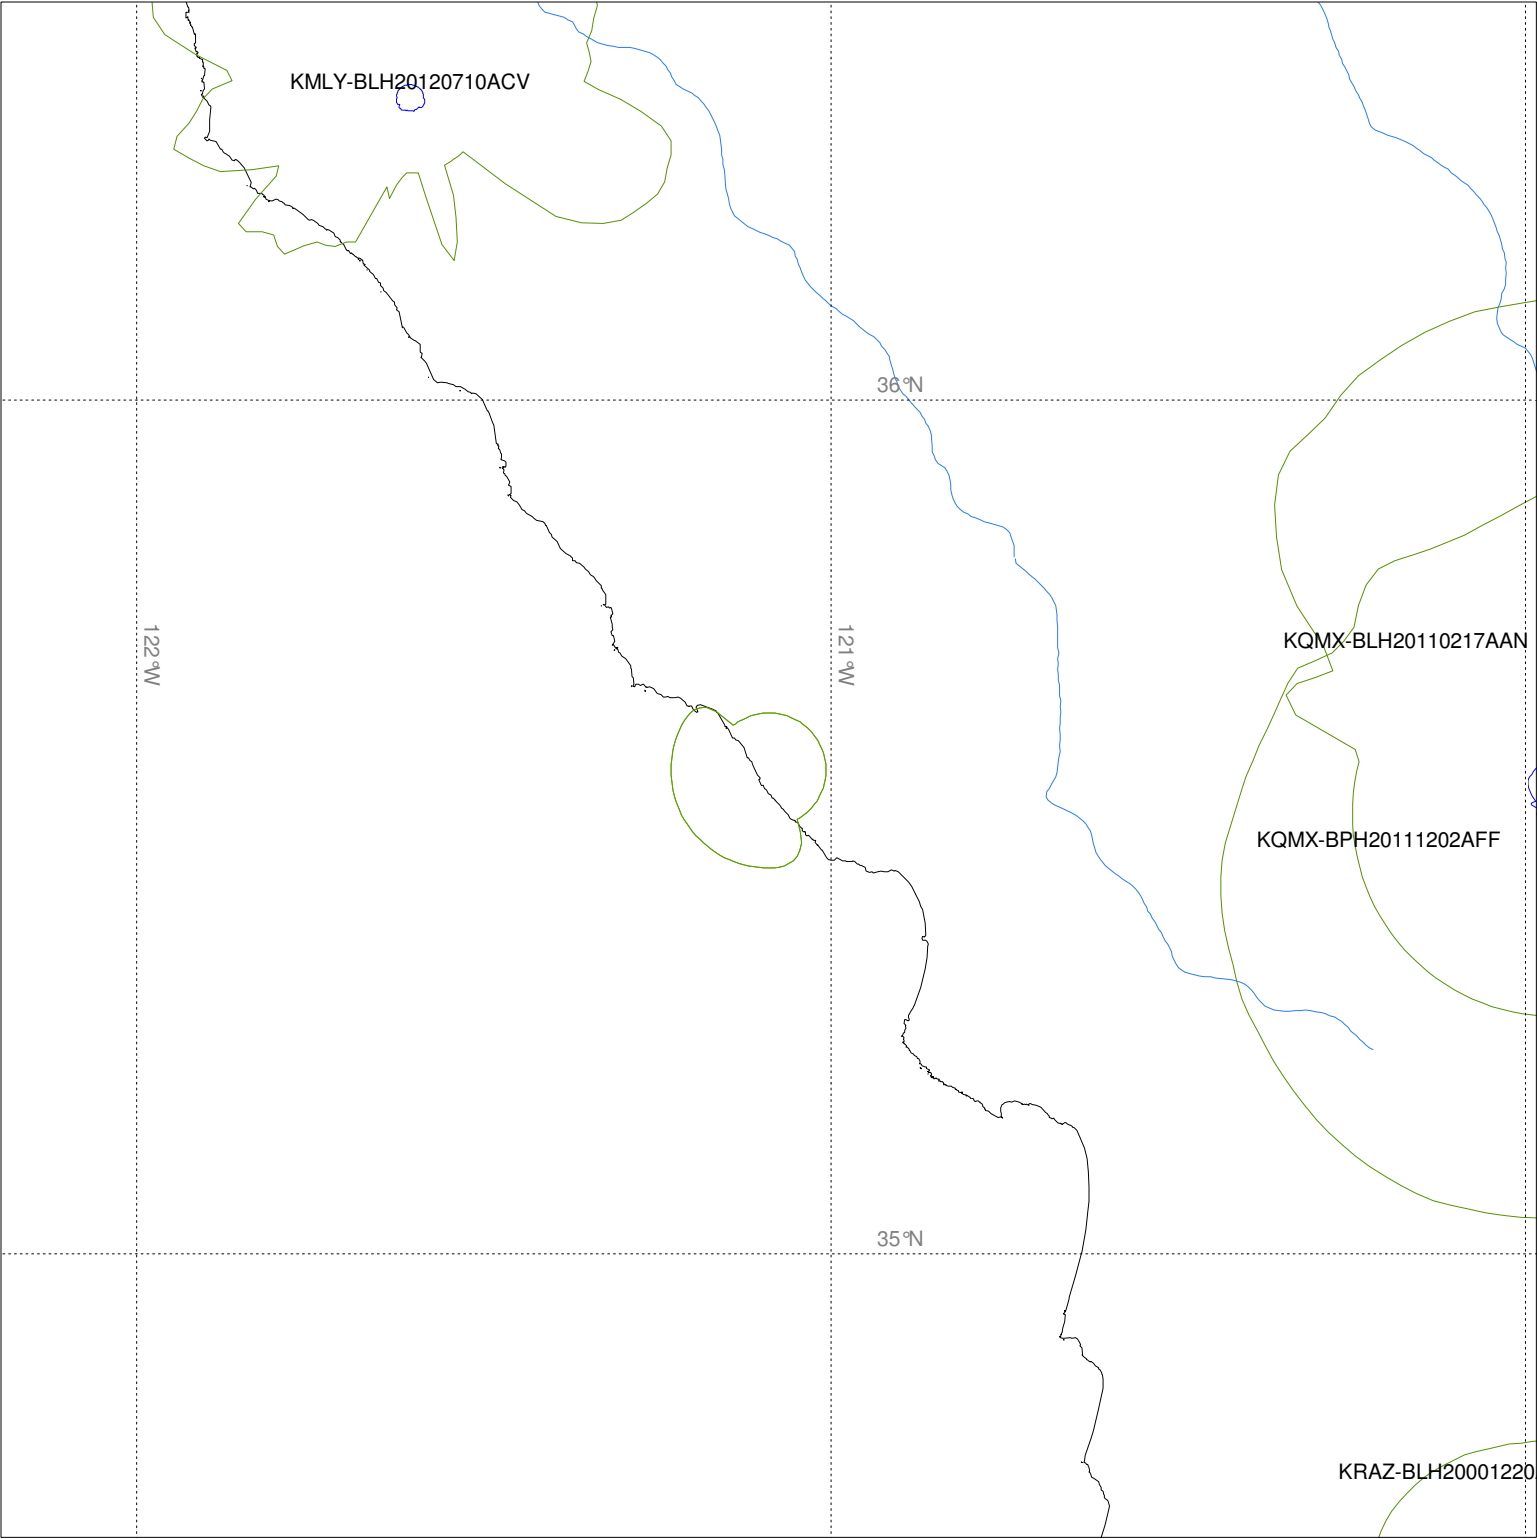 KMLY-BLH20120710ACV
36°N
122°W
121°W
KQMX-BLH20110217AAN
KQMX-BPH20111202AFF
35°N
KRAZ-BLH20001220